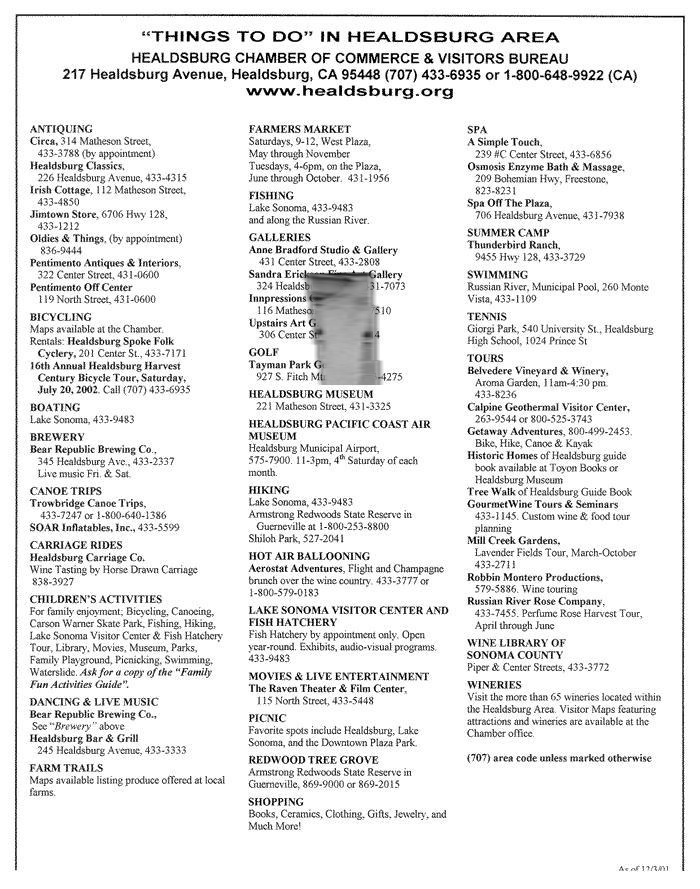 "THINGS TO DO" IN HEALDSBURG AREA
HEALDSBURG CHAMBER OF COMMERCE & VISITORS BUREAU
217 Healdsburg Avenue, Healdsburg, CA 95448 (707) 433-6935 or 1-800-648-9922 (CA)
www.healdsburg.org
ANTIQUING
Circa, 314 Matheson Street,
433-3788 (by appointment)
Healdsburg Classics,
226 Healdsburg Avenue, 433-4315
Irish Cottage, 112 Matheson Street,
433-4850
Jimtown Store, 6706 Hwy 128,
433-1212
Oldies & Things, (by appointment)
836-9444
Pentimento Antiques & Interiors,
322 Center Street, 431-0600
Pentimento Off Center
119 North Street, 431-0600
BICYCLING
Maps available at the Chamber.
Rentals: Healdsburg Spoke Folk
Cyclery, 201 Center St., 433-7171
16th Annual Healdsburg Harvest
Century Bicycle Tour, Saturday,
July 20, 2002. Call (707) 433-6935
BOATING
Lake Sonoma, 433-9483
BREWERY
Bear Republic Brewing Co.,
345 Healdsburg Ave., 433-2337
Live music Fri. & Sat.
CANOE TRIPS
Trowbridge Canoe Trips,
433-7247 or 1-800-640-1386
SOAR Inflatables, Inc., 433-5599
CARRIAGE RIDES
Healdsburg Carriage Co.
Wine Tasting by Horse Drawn Carriage
838-3927
CHILDREN'S ACTIVITIES
For family enjoyment; Bicycling, Canoeing,
Carson Warner Skate Park, Fishing, Hiking,
Lake Sonoma Visitor Center & Fish Hatchery
Tour, Library, Movies, Museum, Parks,
Family Playground, Picnicking, Swimming,
Waterslide. Ask for a copy of the "Family
Fun Activities Guide".
DANCING & LIVE MUSIC
Bear Republic Brewing Co.,
See "Brewery" above
Healdsburg Bar & Grill
245 Healdsburg Avenue, 433-3333
FARM TRAILS
Maps available listing produce offered at local
farms.
FARMERS MARKET
Saturdays, 9-12, West Plaza,
May through November
Tuesdays, 4-6pm, on the Plaza,
June through October. 431-1956
FISHING
Lake Sonoma, 433-9483
and along the Russian River.
GALLERIES
Anne Bradford Studio & Gallery
431 Center Street, 433-2808
Sandra Gallery
324 31-7073
Innpressions
116 510
Upstairs Art
306 Center 4
GOLF
Tayman Park
927 S. Fitch -4275
HEALDSBURG MUSEUM
221 Matheson Street, 431-3325
HEALDSBURG PACIFIC COAST AIR
MUSEUM
Healdsburg Municipal Airport,
575-7900. 11-3pm, 4th Saturday of each
month.
HIKING
Lake Sonoma, 433-9483
Armstrong Redwoods State Reserve in
Guerneville at 1-800-253-8800
Shiloh Park, 527-2041
HOT AIR BALLOONING
Aerostat Adventures, Flight and Champagne
brunch over the wine country. 433-3777 or
1-800-579-0183
LAKE SONOMA VISITOR CENTER AND
FISH HATCHERY
Fish Hatchery by appointment only. Open
year-round. Exhibits, audio-visual programs.
433-9483
MOVIES & LIVE ENTERTAINMENT
The Raven Theater & Film Center,
115 North Street, 433-5448
PICNIC
Favorite spots include Healdsburg, Lake
Sonoma, and the Downtown Plaza Park.
REDWOOD TREE GROVE
Armstrong Redwoods State Reserve in
Guerneville, 869-9000 or 869-2015
SHOPPING
Books, Ceramics, Clothing, Gifts, Jewelry, and
Much More!
SPA
A Simple Touch,
239 #C Center Street, 433-6856
Osmosis Enzyme Bath & Massage,
209 Bohemian Hwy, Freestone,
823-8231
Spa Off The Plaza,
706 Healdsburg Avenue, 431-7938
SUMMER CAMP
Thunderbird Ranch,
9455 Hwy 128, 433-3729
SWIMMING
Russian River, Municipal Pool, 260 Monte
Vista, 433-1109
TENNIS
Giorgi Park, 540 University St., Healdsburg
High School, 1024 Prince St
TOURS
Belvedere Vineyard & Winery,
Aroma Garden, 11am-4:30 pm.
433-8236
Calpine Geothermal Visitor Center,
263-9544 or 800-525-3743
Getaway Adventures, 800-499-2453.
Bike, Hike, Canoe & Kayak
Historic Homes of Healdsburg guide
book available at Toyon Books or
Healdsburg Museum
Tree Walk of Healdsburg Guide Book
GourmetWine Tours & Seminars
433-1145. Custom wine & food tour
planning
Mill Creek Gardens,
Lavender Fields Tour, March-October
433-2711
Robbin Montero Productions,
579-5886. Wine touring
Russian River Rose Company,
433-7455. Perfume Rose Harvest Tour,
April through June
WINE LIBRARY OF
SONOMA COUNTY
Piper & Center Streets, 433-3772
WINERIES
Visit the more than 65 wineries located within
the Healdsburg Area. Visitor Maps featuring
attractions and wineries are available at the
Chamber office.
(707) area code unless marked otherwise
As of 12/3/01